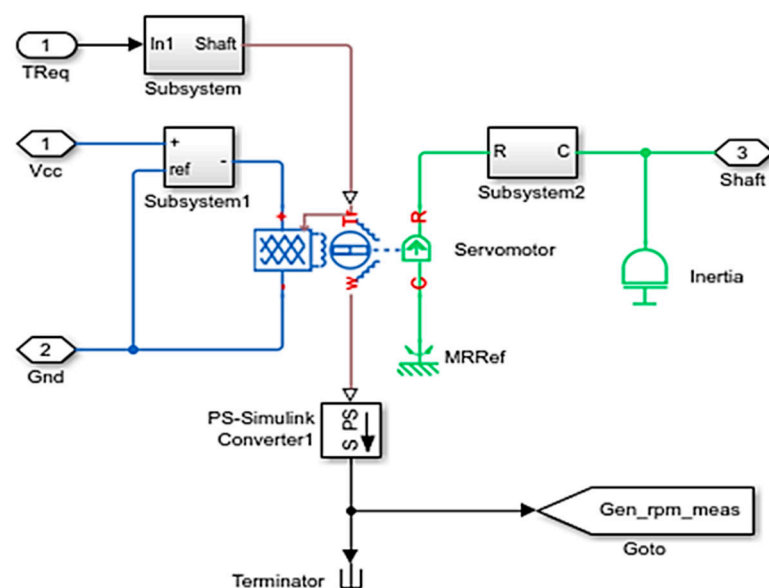 1
TReq
In1 Shaft
Subsystem
1
Vcc
+
ref
-
Subsystem1
+
-
Tr
w
R
C
Servomotor
R C
Subsystem2
3
Shaft
Inertia
MRRef
2
Gnd
PS-Simulink
Converter1
S PS
Gen_rpm_meas
Goto
Terminator